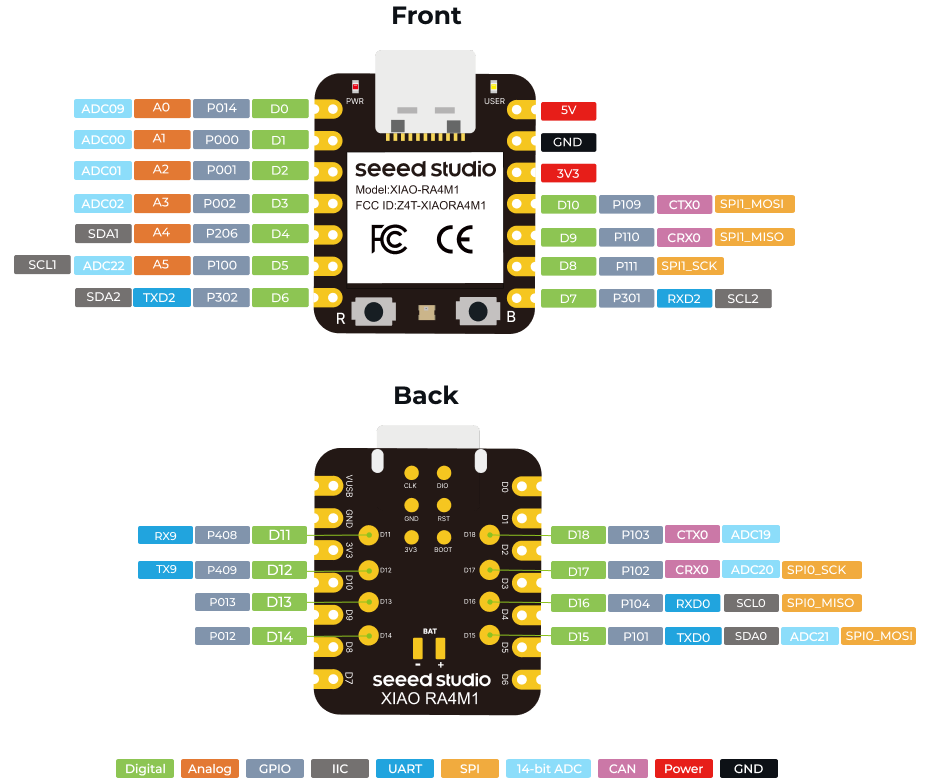 Front
PWR
USER
ADC09 A0 P014 D0
5V
ADC00 A1 P000 D1
GND
ADC01 A2 P001 D2
3V3
ADC02 A3 P002 D3
D10 P109 CTX0 SPI1_MOSI
SDA1 A4 P206 D4
D9 P110 CRX0 SPI1_MISO
SCL1 ADC22 A5 P100 D5
D8 P111 SPI1_SCK
SDA2 TXD2 P302 D6
D7 P301 RXD2 SCL2
seeed studio
Model:XIAO-RA4M1
FCC ID:Z4T-XIAORA4M1
FC CE
R
B
Back
CLK DIO
GND RST
3V3 BOOT
VUSB
GND
3V3
D10
D9
D8
D7
D0
D1
D2
D3
D4
D5
D6
RX9 P408 D11 D11
D18 D18 P103 CTX0 ADC19
TX9 P409 D12 D12
D17 D17 P102 CRX0 ADC20 SPI0_SCK
P013 D13 D13
D16 D16 P104 RXD0 SCL0 SPI0_MISO
P012 D14 D14
D15 D15 P101 TXD0 SDA0 ADC21 SPI0_MOSI
BAT
- +
seeed studio
XIAO RA4M1
Digital Analog GPIO IIC UART SPI 14-bit ADC CAN Power GND